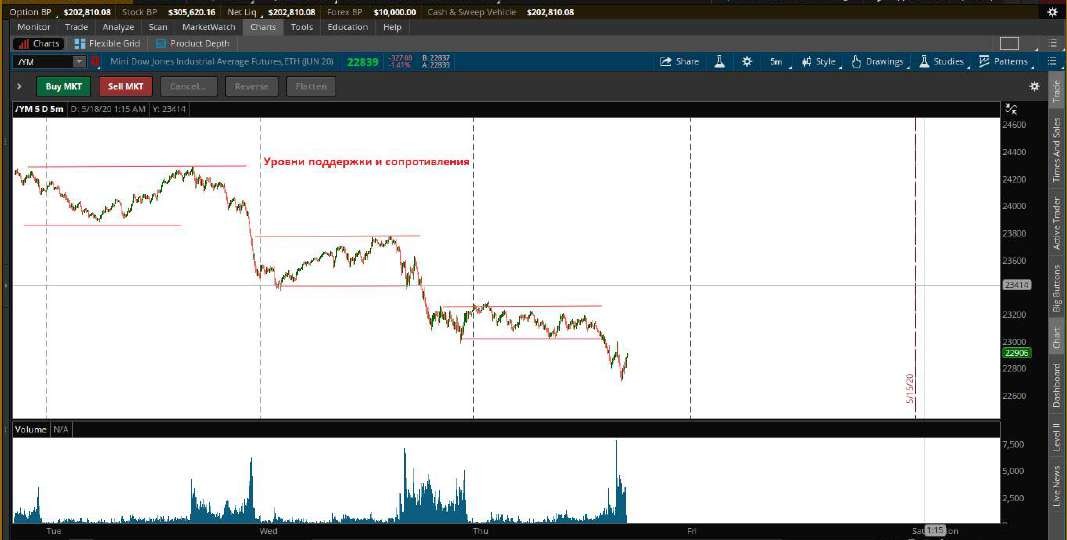 Option BP $202,810.08 Stock BP $305,620.16 Net Liq $202,810.08 Forex BP $10,000.00 Cash & Sweep Vehicle $202,810.08
Monitor Trade Analyze Scan MarketWatch Charts Tools Education Help
Charts Flexible Grid Product Depth
/YM Mini Dow Jones Industrial Average Futures,ETH (JUN 20) 22839 -327.00 B: 22837
-1.41% A: 22839
Share 5m Style Drawings Studies Patterns
Buy MKT Sell MKT Cancel... Reverse Flatten
/YM 5 D 5m D: 5/18/20 1:15 AM Y: 23414
Уровни поддержки и сопротивления
24600
24400
24200
24000
23800
23600
23414
23200
23000
22906
22800
22600
5/15/20
Volume N/A
7,500
5,000
2,500
0
Tue Wed Thu Fri Sat 1:15
Trade
Times And Sales
Active Trader
Big Buttons
Chart
Dashboard
Level II
Live News